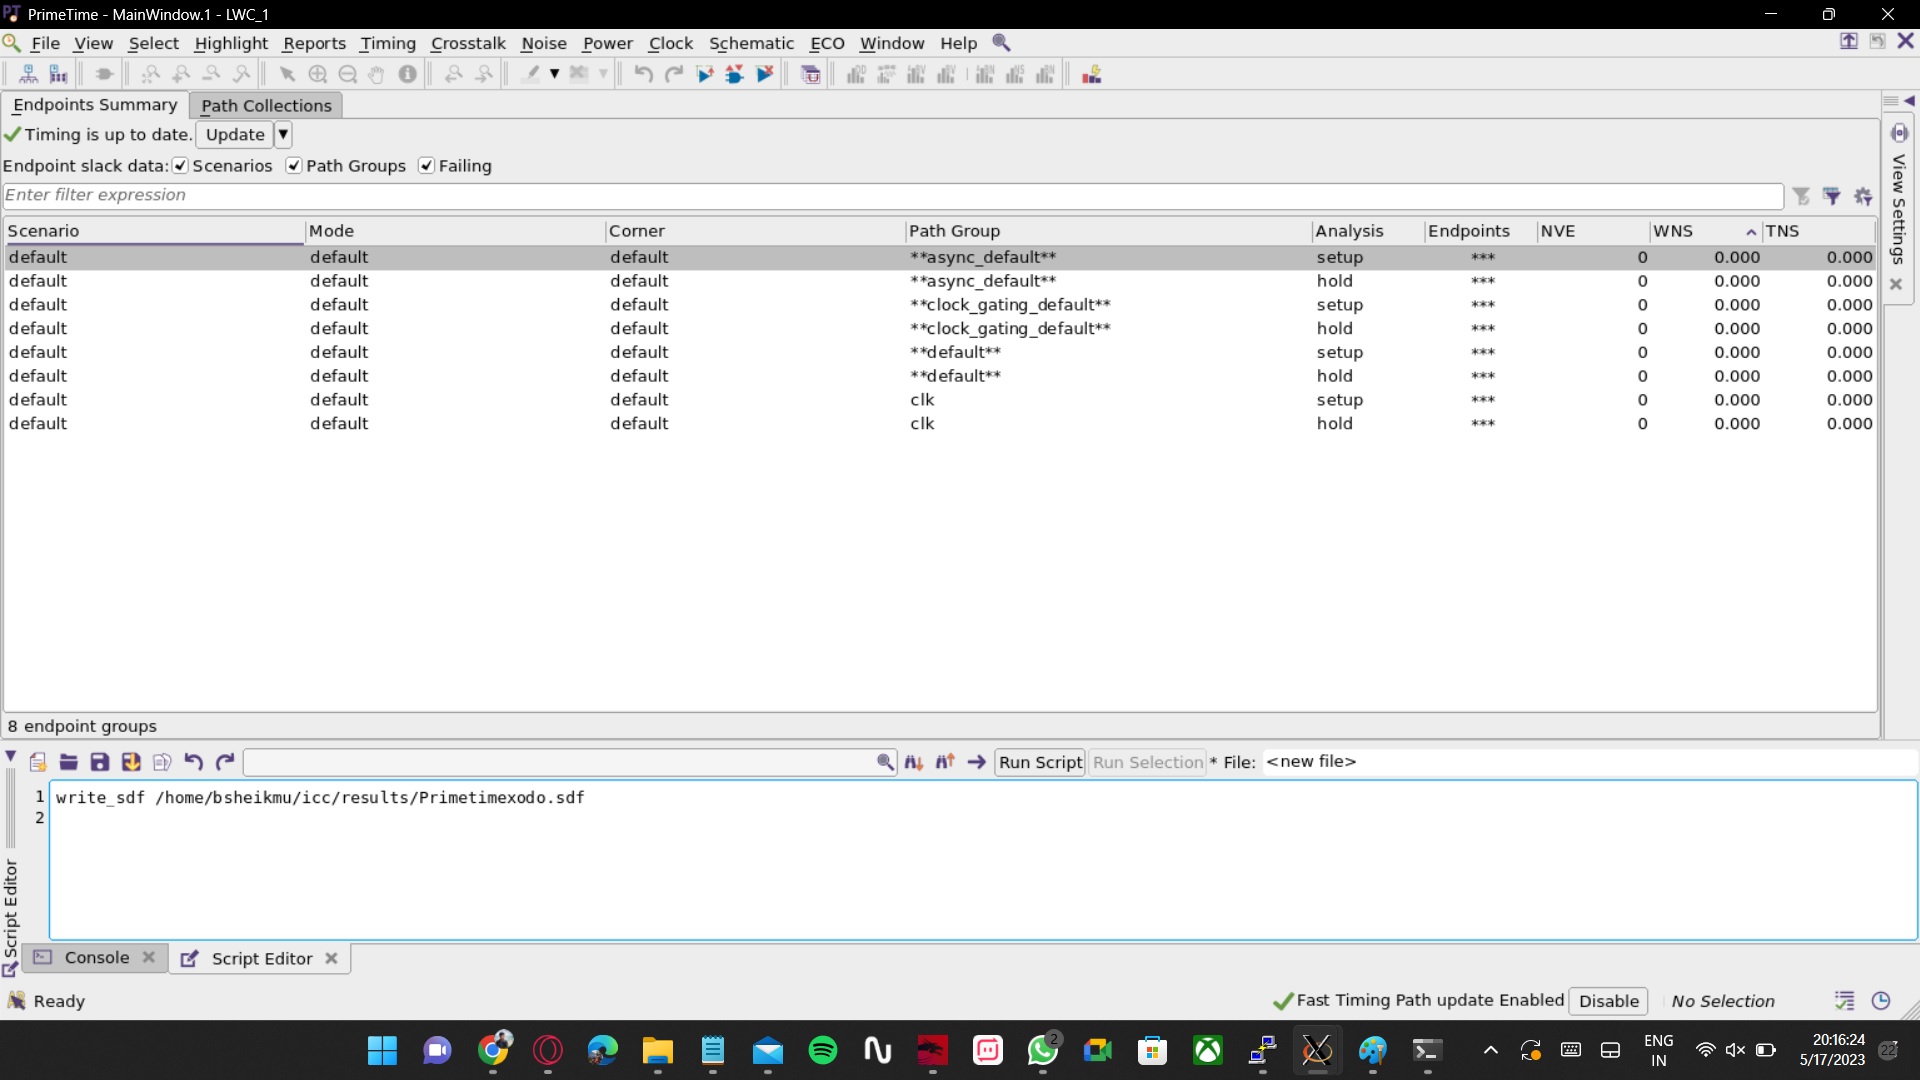 PrimeTime - MainWindow.1 - LWC_1
File View Select Highlight Reports Timing Crosstalk Noise Power Clock Schematic ECO Window Help
Endpoints Summary Path Collections
Timing is up to date. Update
Endpoint slack data: Scenarios Path Groups Failing
Enter filter expression
Scenario Mode Corner Path Group Analysis Endpoints NVE WNS TNS
default default default **async_default** setup *** 0 0.000 0.000
default default default **async_default** hold *** 0 0.000 0.000
default default default **clock_gating_default** setup *** 0 0.000 0.000
default default default **clock_gating_default** hold *** 0 0.000 0.000
default default default **default** setup *** 0 0.000 0.000
default default default **default** hold *** 0 0.000 0.000
default default default clk setup *** 0 0.000 0.000
default default default clk hold *** 0 0.000 0.000
View Settings
8 endpoint groups
Run Script Run Selection * File: <new file>
1 write_sdf /home/bsheikmu/icc/results/Primetimexodo.sdf
2
Script Editor
Console Script Editor
Ready Fast Timing Path update Enabled Disable No Selection
2
ENG 20:16:24
IN 5/17/2023 22